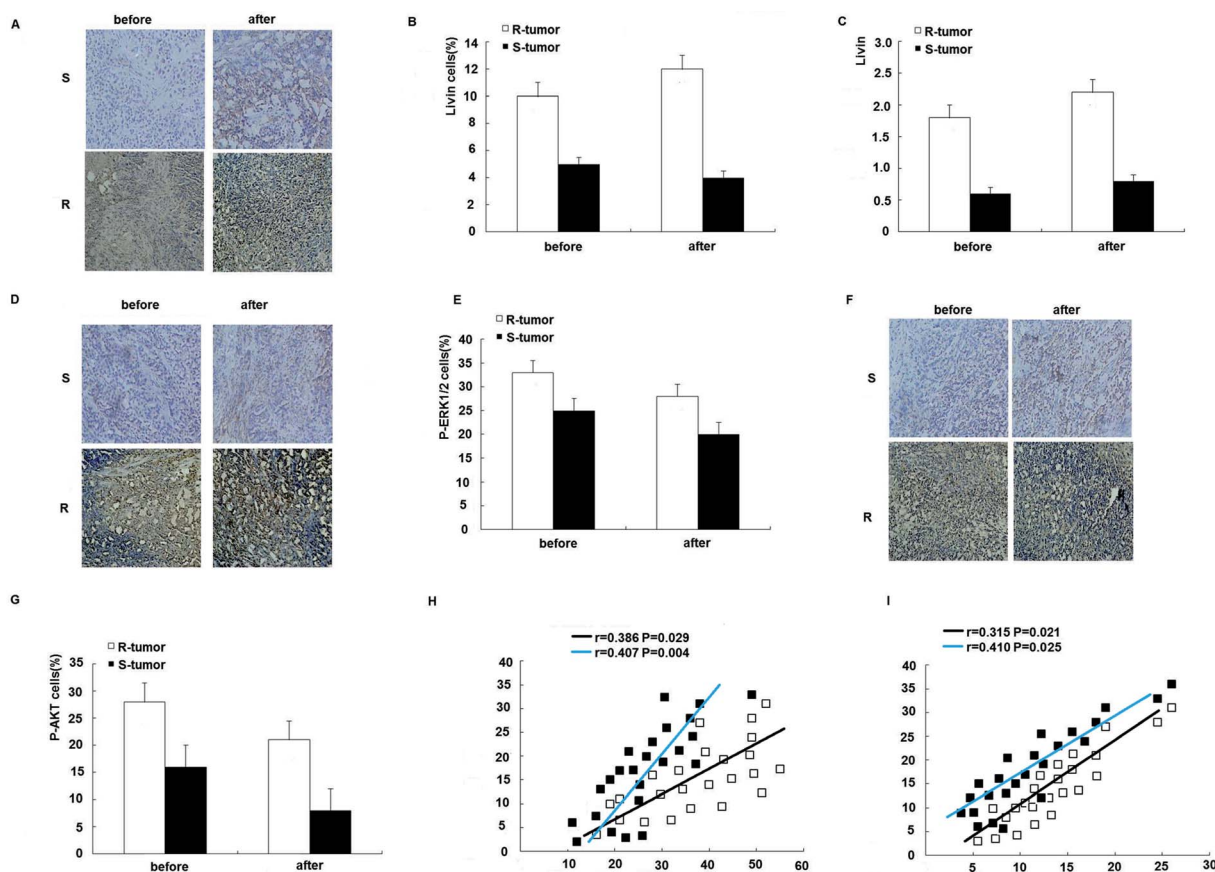 A
before after
S
R
B
R-tumor
S-tumor
Livin cells(%)
14
12
10
8
6
4
2
0
before after
C
R-tumor
S-tumor
Livin
3.0
2.5
2.0
1.5
1.0
0.5
0
before after
D
before after
S
R
E
R-tumor
S-tumor
P-ERK1/2 cells(%)
40
35
30
25
20
15
10
5
0
before after
F
before after
S
R
G
R-tumor
S-tumor
P-AKT cells(%)
35
30
25
20
15
10
5
0
before after
H
r=0.386 P=0.029
r=0.407 P=0.004
40
35
30
25
20
15
10
5
0
10 20 30 40 50 60
I
r=0.315 P=0.021
r=0.410 P=0.025
40
35
30
25
20
15
10
5
0
5 10 15 20 25 30